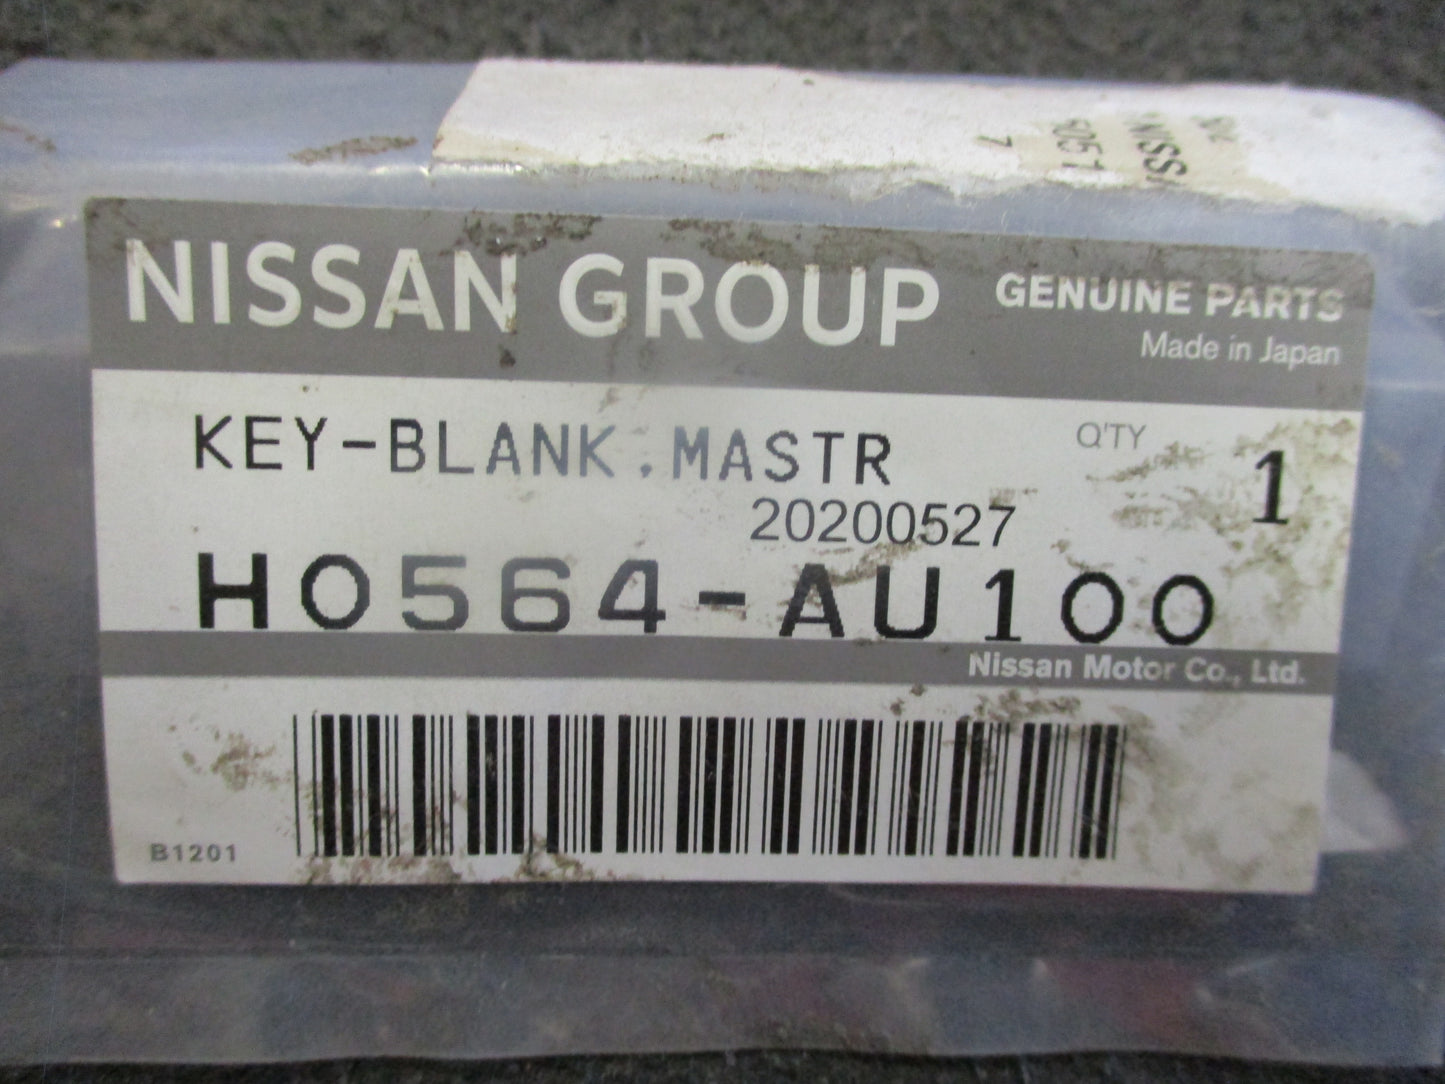 NISSAN GROUP
GENUINE PARTS
Made in Japan
KEY-BLANK.MASTR
Q'TY 1
20200527
H0564-AU100
Nissan Motor Co., Ltd.
B1201